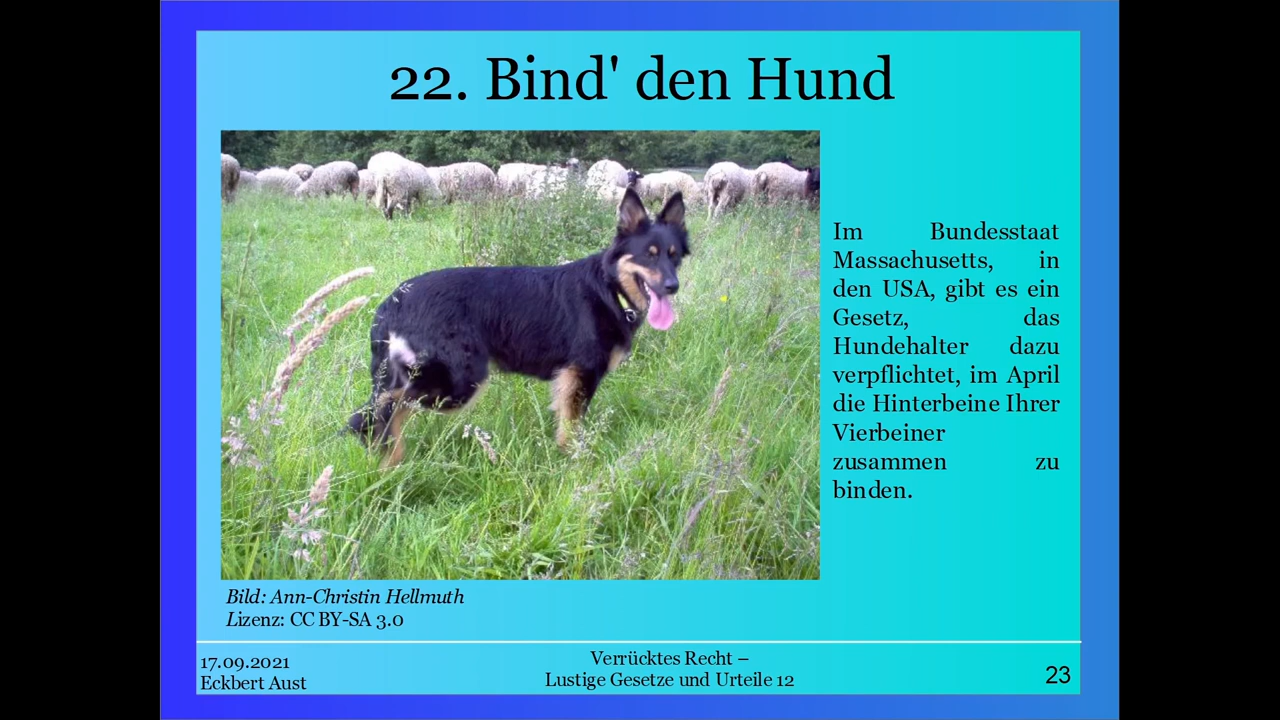 22. Bind' den Hund
Im Bundesstaat
Massachusetts, in
den USA, gibt es ein
Gesetz, das
Hundehalter dazu
verpflichtet, im April
die Hinterbeine Ihrer
Vierbeiner
zusammen zu
binden.
Bild: Ann-Christin Hellmuth
Lizenz: CC BY-SA 3.0
17.09.2021
Eckbert Aust
Verrücktes Recht –
Lustige Gesetze und Urteile 12
23